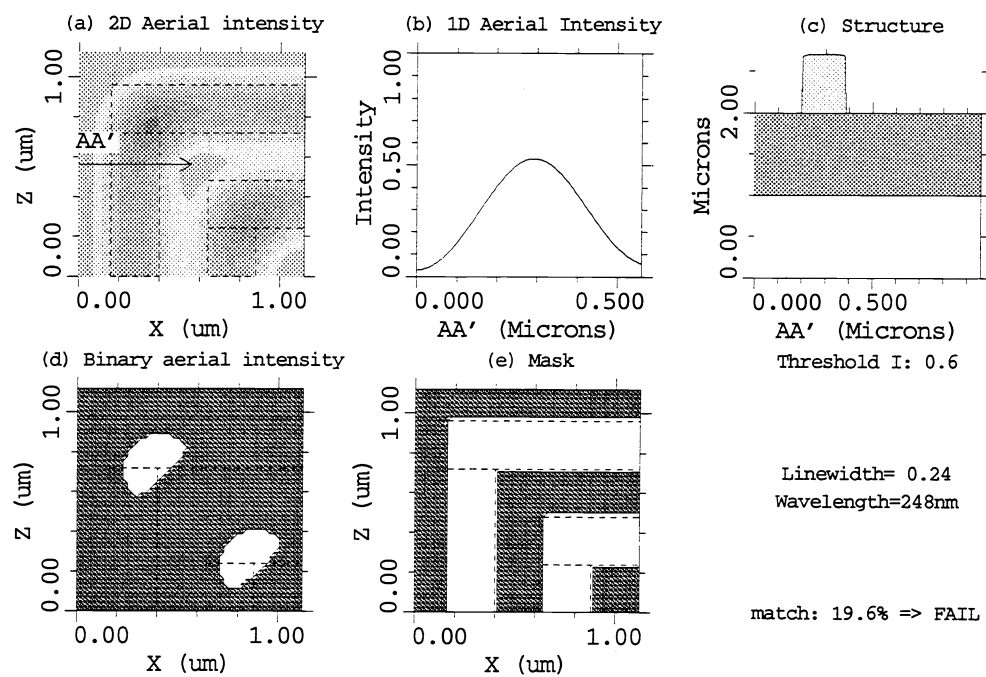 (a) 2D Aerial intensity
1.00
0.00
Z (um)
AA'
0.00 1.00
X (um)
(b) 1D Aerial Intensity
1.00
0.50
0.00
Intensity
0.000 0.500
AA' (Microns)
(c) Structure
2.00
0.00
Microns
0.000 0.500
AA' (Microns)
(d) Binary aerial intensity
1.00
0.00
Z (um)
0.00 1.00
X (um)
(e) Mask
1.00
0.00
Z (um)
0.00 1.00
X (um)
Threshold I: 0.6
Linewidth= 0.24
Wavelength=248nm
match: 19.6% => FAIL